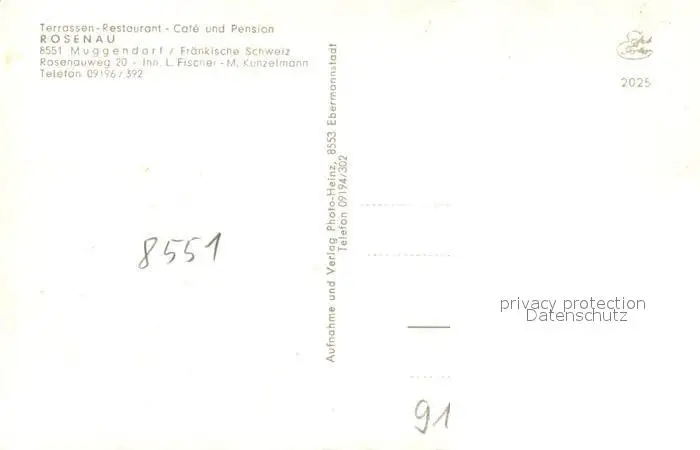 Terrassen-Restaurant - Café und Pension
ROSENAU
8551 Muggendorf / Fränkische Schweiz
Rosenauweg 20 - Inh. L. Fischer - M. Kunzelmann
Telefon 09196/392
2025
Aufnahme und Verlag Photo-Heinz, 8553 Ebermannstadt
Telefon 09194/302
8551
privacy protection
Datenschutz
91